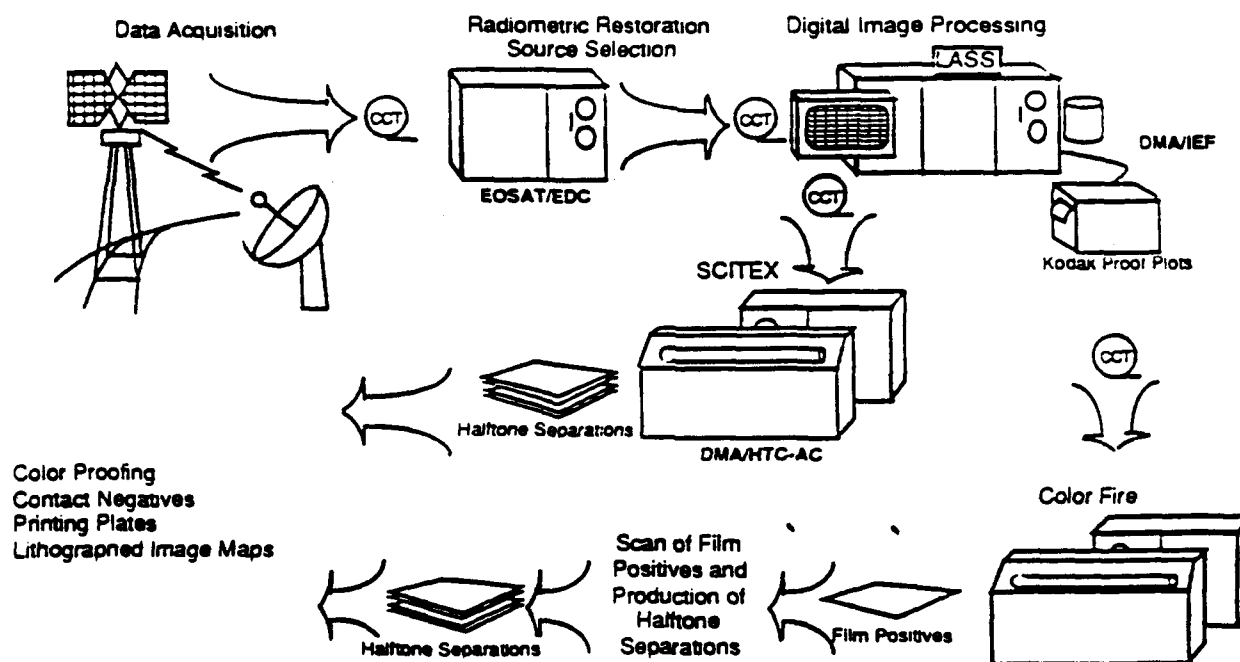 Data Acquisition
Radiometric Restoration
Source Selection
Digital Image Processing
LASS
CCT
CCT
EOSAT/EDC
DMA/IEF
CCT
Kodak Proof Plots
SCITEX
CCT
Halftone Separations
DMA/HTC-AC
Color Proofing
Contact Negatives
Printing Plates
Lithographed Image Maps
Color Fire
Scan of Film
Positives and
Production of
Halftone
Separations
Film Positives
Halftone Separations